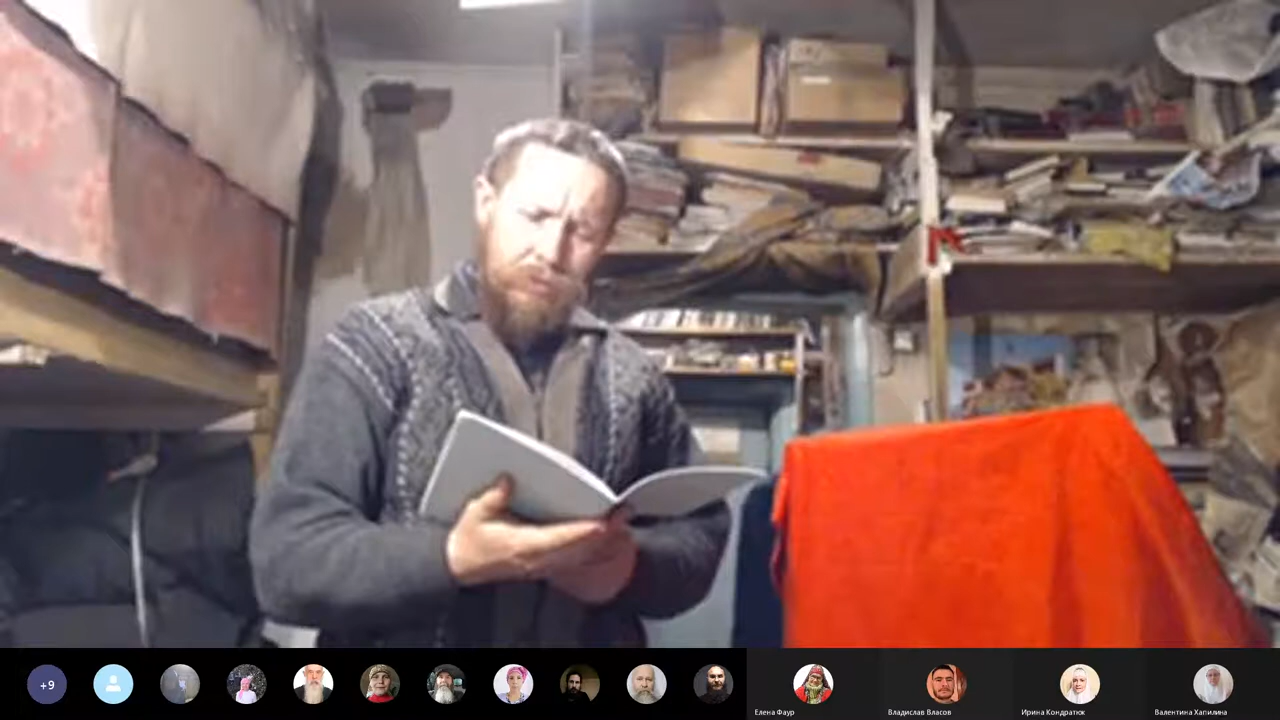 +9
Елена Фаур
Владислав Власов
Ирина Кондратюк
Валентина Хапилина